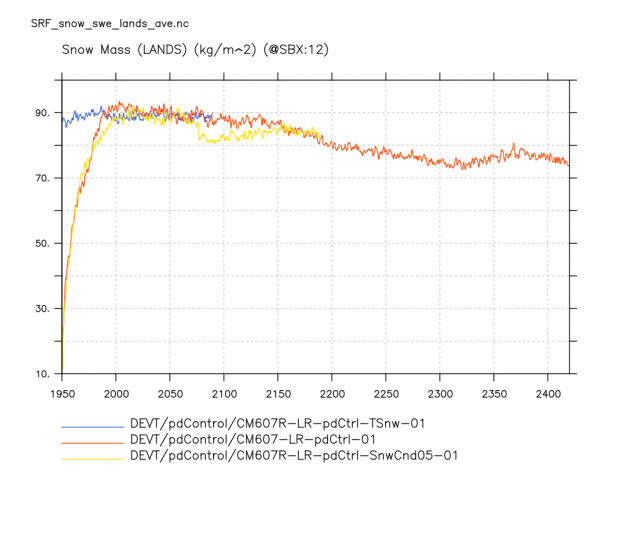 SRF_snow_swe_lands_ave.nc
Snow Mass (LANDS) (kg/m^2) (@SBX:12)
90.
70.
50.
30.
10.
1950 2000 2050 2100 2150 2200 2250 2300 2350 2400
DEVT/pdControl/CM607R-LR-pdCtrl-TSnw-01
DEVT/pdControl/CM607-LR-pdCtrl-01
DEVT/pdControl/CM607R-LR-pdCtrl-SnwCnd05-01